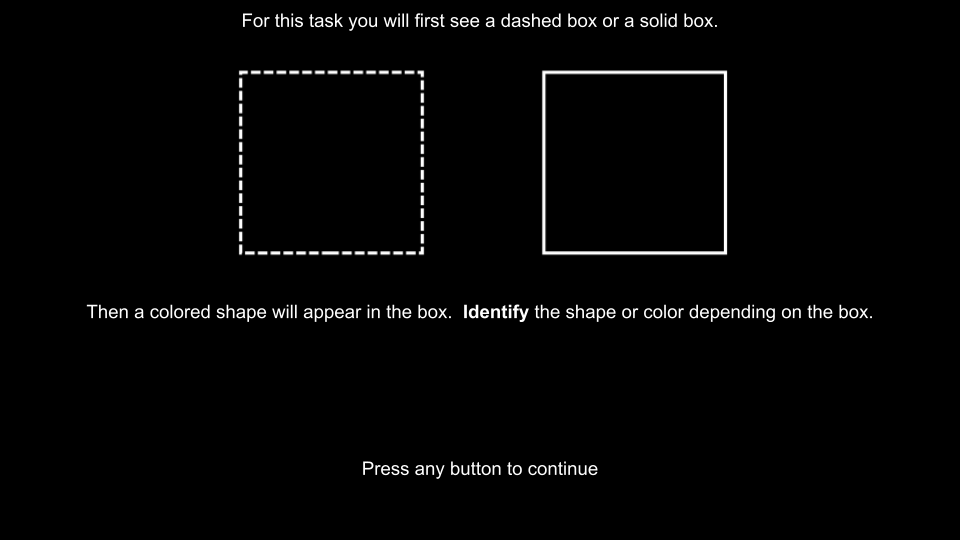 For this task you will first see a dashed box or a solid box.
Then a colored shape will appear in the box.  Identify the shape or color depending on the box.
Press any button to continue